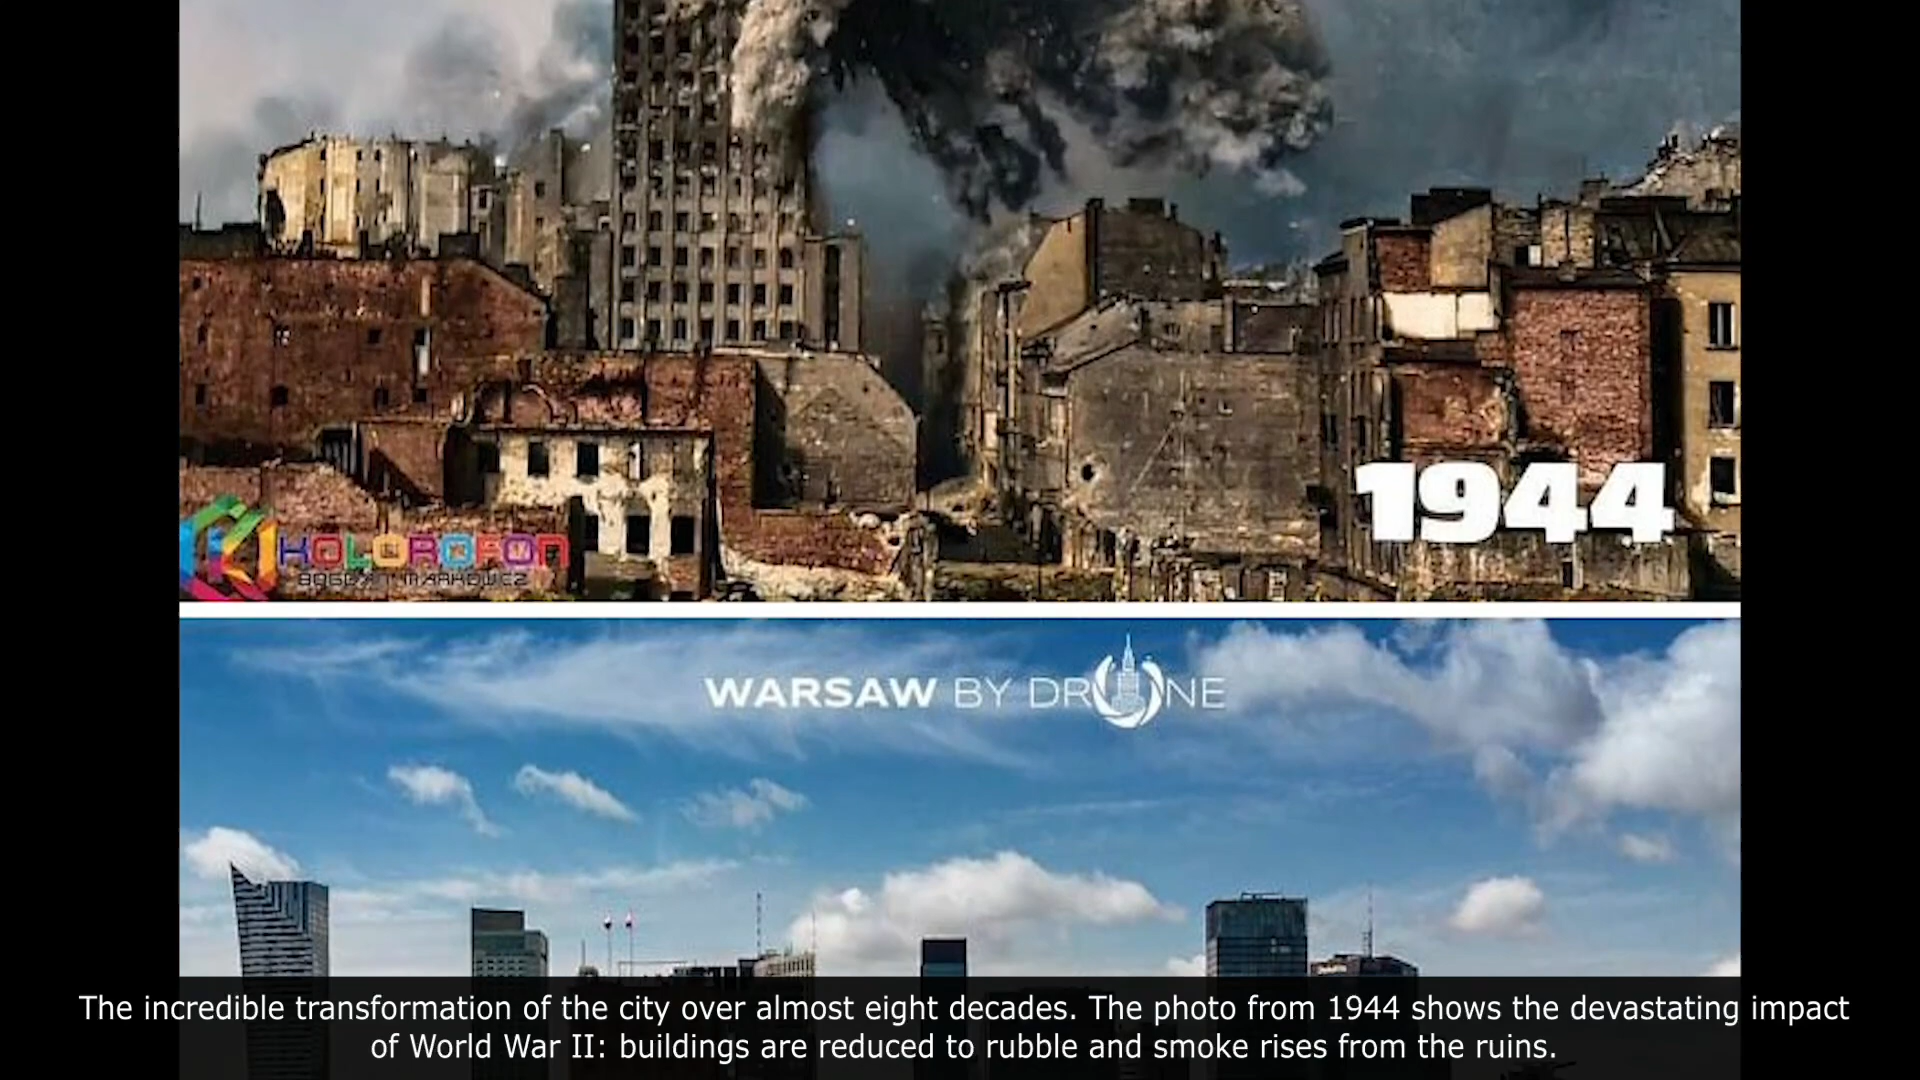 1944
KOLOROFON
BOGDAN MARKOWICZ
WARSAW BY DRONE
The incredible transformation of the city over almost eight decades. The photo from 1944 shows the devastating impact
of World War II: buildings are reduced to rubble and smoke rises from the ruins.